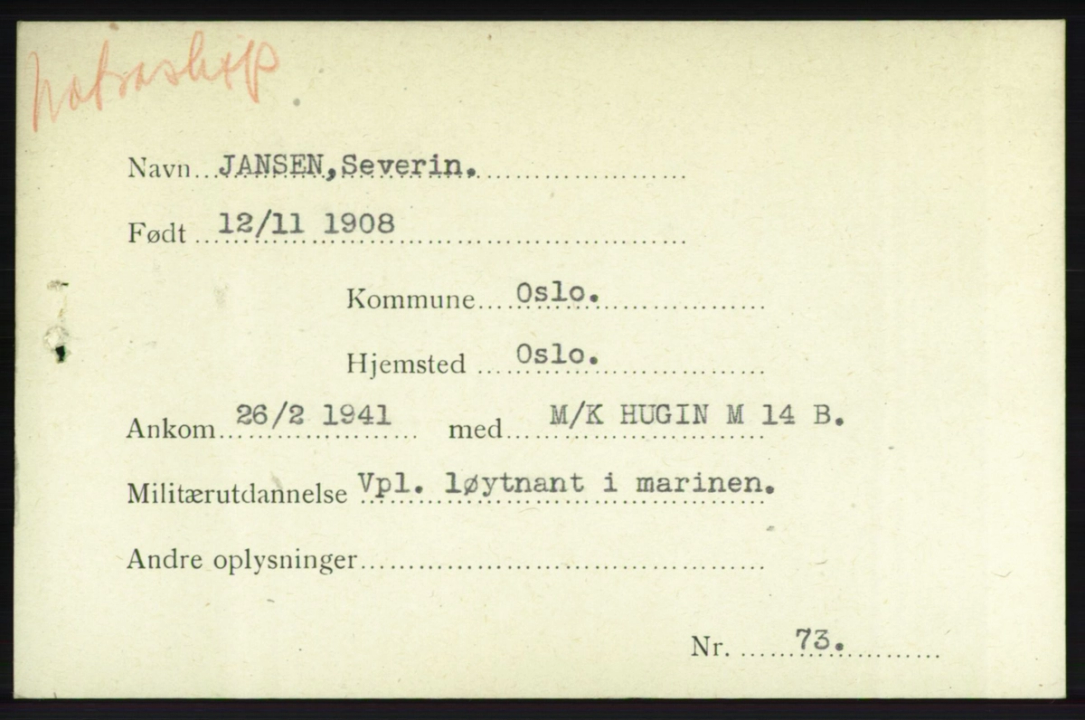 Notraship
Navn JANSEN, Severin.
Født 12/11 1908
Kommune Oslo.
Hjemsted Oslo.
Ankom 26/2 1941 med M/K HUGIN M 14 B.
Militærutdannelse Vpl. løytnant i marinen.
Andre oplysninger
Nr. 73.